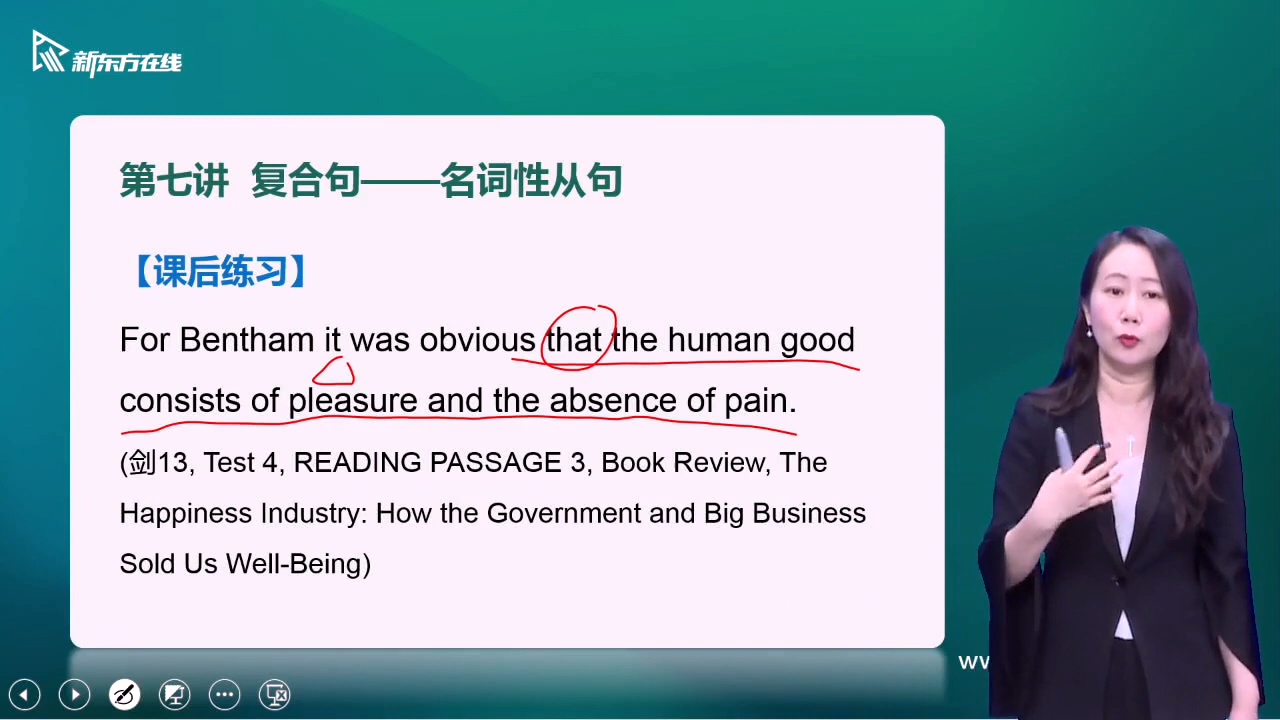 新东方在线
第七讲 复合句——名词性从句
【课后练习】
For Bentham it was obvious that the human good
consists of pleasure and the absence of pain.
(剑13, Test 4, READING PASSAGE 3, Book Review, The
Happiness Industry: How the Government and Big Business
Sold Us Well-Being)